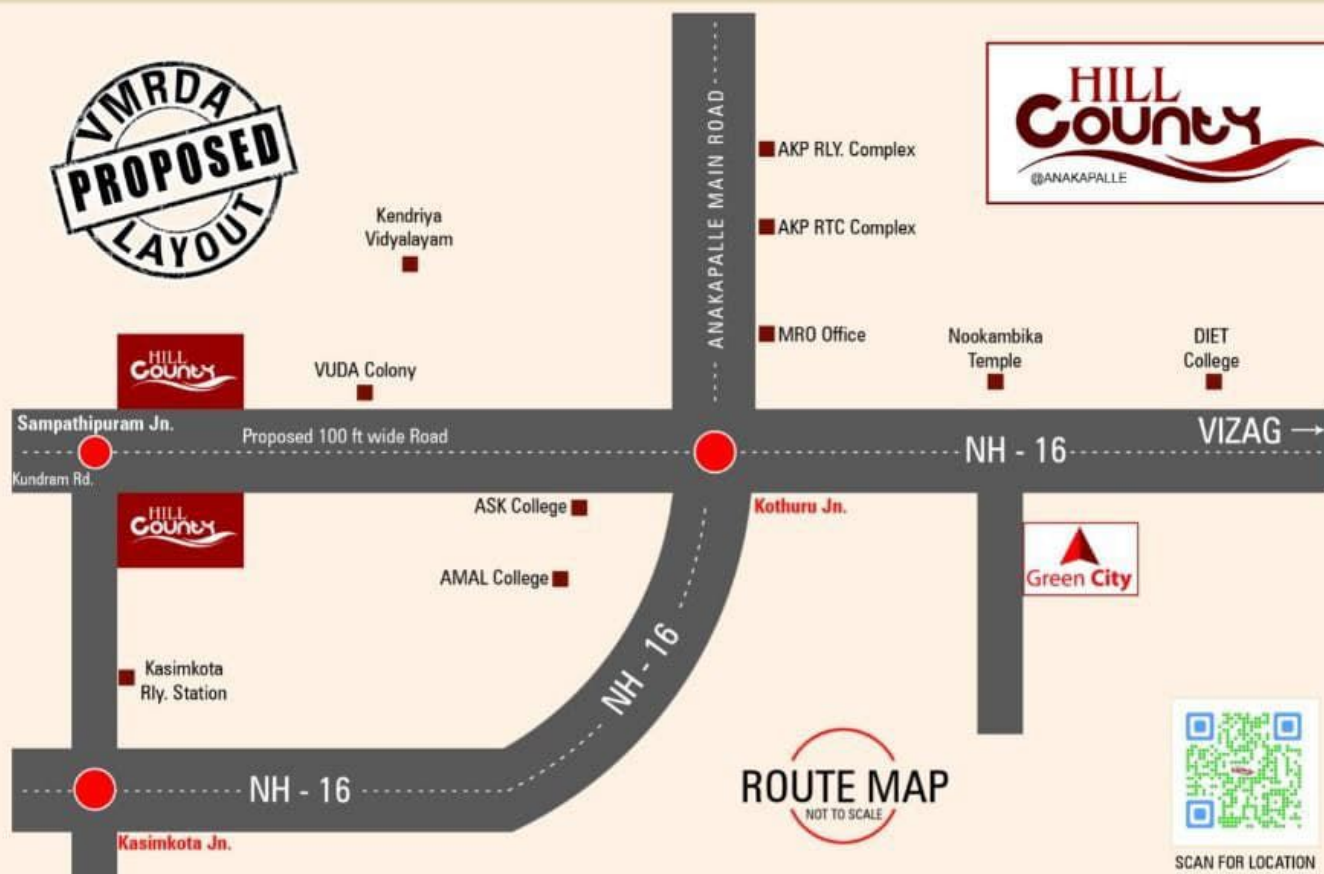 VMRDA
PROPOSED
LAYOUT
HILL
County
@ANAKAPALLE
ANAKAPALLE MAIN ROAD
AKP RLY. Complex
AKP RTC Complex
MRO Office
Kendriya
Vidyalayam
Nookambika
Temple
DIET
College
HILL
County
VUDA Colony
Sampathipuram Jn.
Proposed 100 ft wide Road
NH - 16
VIZAG →
Kundram Rd.
HILL
County
ASK College
Kothuru Jn.
AMAL College
Green City
NH - 16
Kasimkota
Rly. Station
NH - 16
Kasimkota Jn.
ROUTE MAP
NOT TO SCALE
SCAN FOR LOCATION